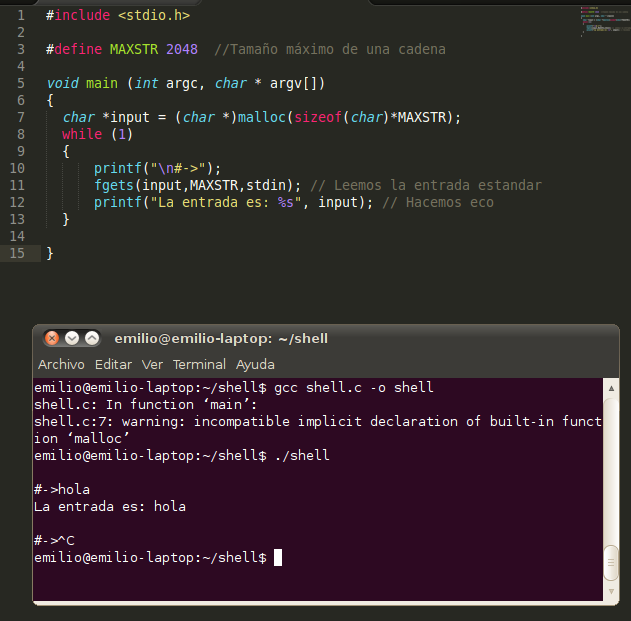 1 #include <stdio.h>
2
3 #define MAXSTR 2048  //Tamaño máximo de una cadena
4
5 void main (int argc, char * argv[])
6 {
7   char *input = (char *)malloc(sizeof(char)*MAXSTR);
8   while (1)
9   {
10       printf("\n#->");
11       fgets(input,MAXSTR,stdin); // Leemos la entrada estandar
12       printf("La entrada es: %s", input); // Hacemos eco
13   }
14
15 }
emilio@emilio-laptop: ~/shell
Archivo Editar Ver Terminal Ayuda
emilio@emilio-laptop:~/shell$ gcc shell.c -o shell
shell.c: In function ‘main’:
shell.c:7: warning: incompatible implicit declaration of built-in funct
ion ‘malloc’
emilio@emilio-laptop:~/shell$ ./shell

#->hola
La entrada es: hola

#->^C
emilio@emilio-laptop:~/shell$